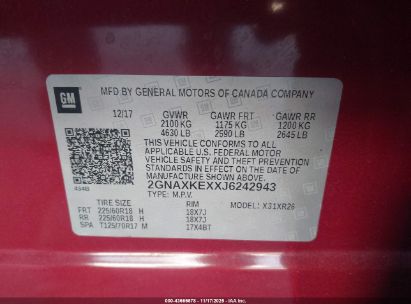 GM
MFD BY GENERAL MOTORS OF CANADA COMPANY
12/17 GVWR GAWR FRT GAWR RR
2100 KG 1175 KG 1200 KG
4630 LB 2590 LB 2645 LB
THIS VEHICLE CONFORMS TO ALL
APPLICABLE U.S. FEDERAL MOTOR
VEHICLE SAFETY AND THEFT PREVENTION
STANDARDS IN EFFECT ON THE DATE OF
MANUFACTURE SHOWN ABOVE.
2GNAXKEXXJ6242943
TYPE: M.P.V. MODEL: X31XR26
TIRE SIZE SPEED RTG RIM
FRT 225/60R18 H 18X7J
RR 225/60R18 H 18X7J
SPA T125/70R17 M 17X4BT